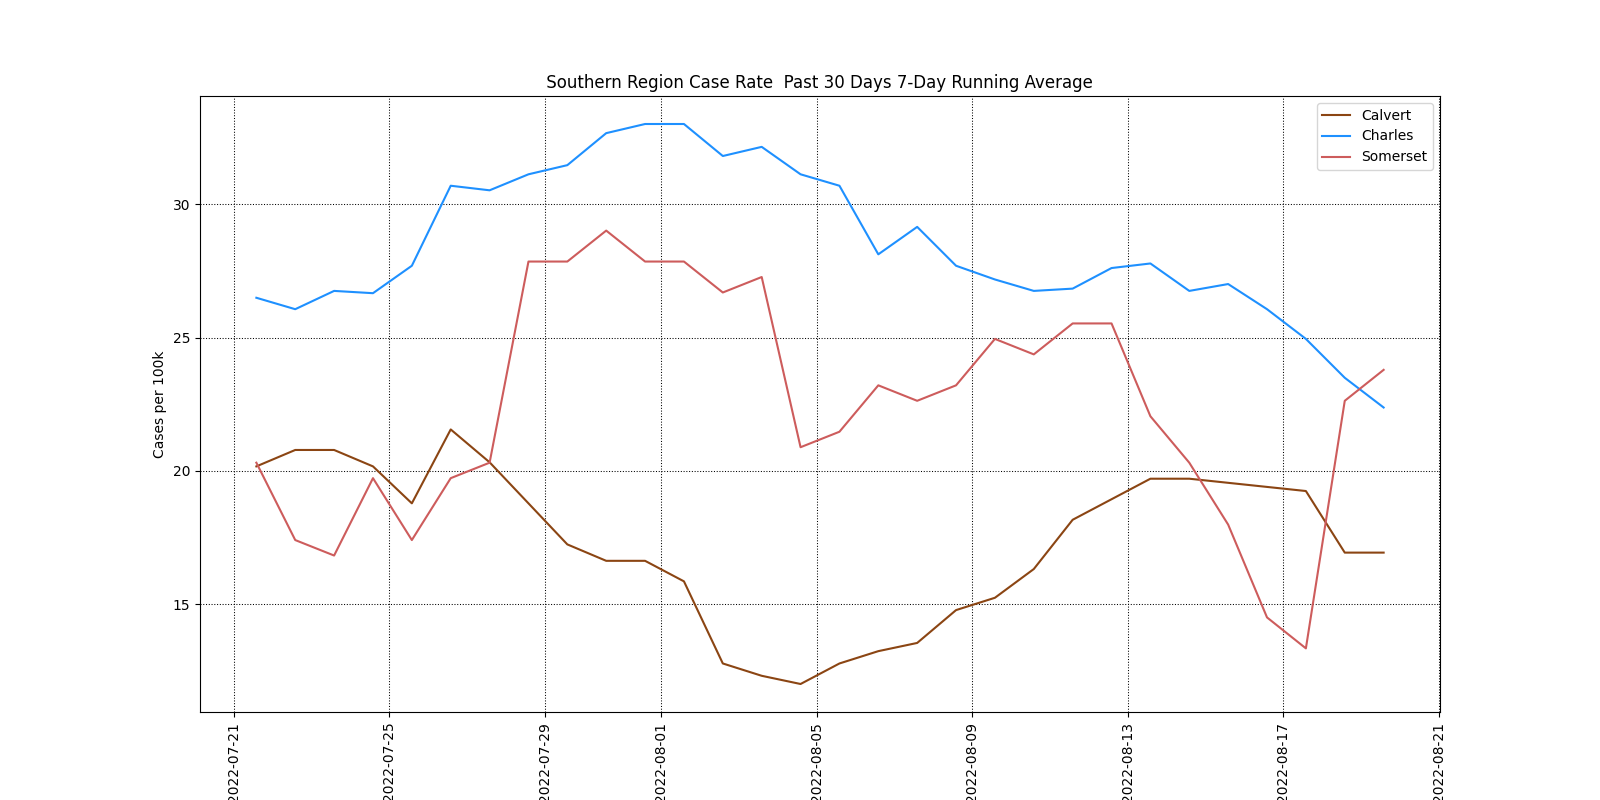 Southern Region Case Rate  Past 30 Days 7-Day Running Average
Calvert
Charles
Somerset
Cases per 100k
30
25
20
15
2022-07-21
2022-07-25
2022-07-29
2022-08-01
2022-08-05
2022-08-09
2022-08-13
2022-08-17
2022-08-21